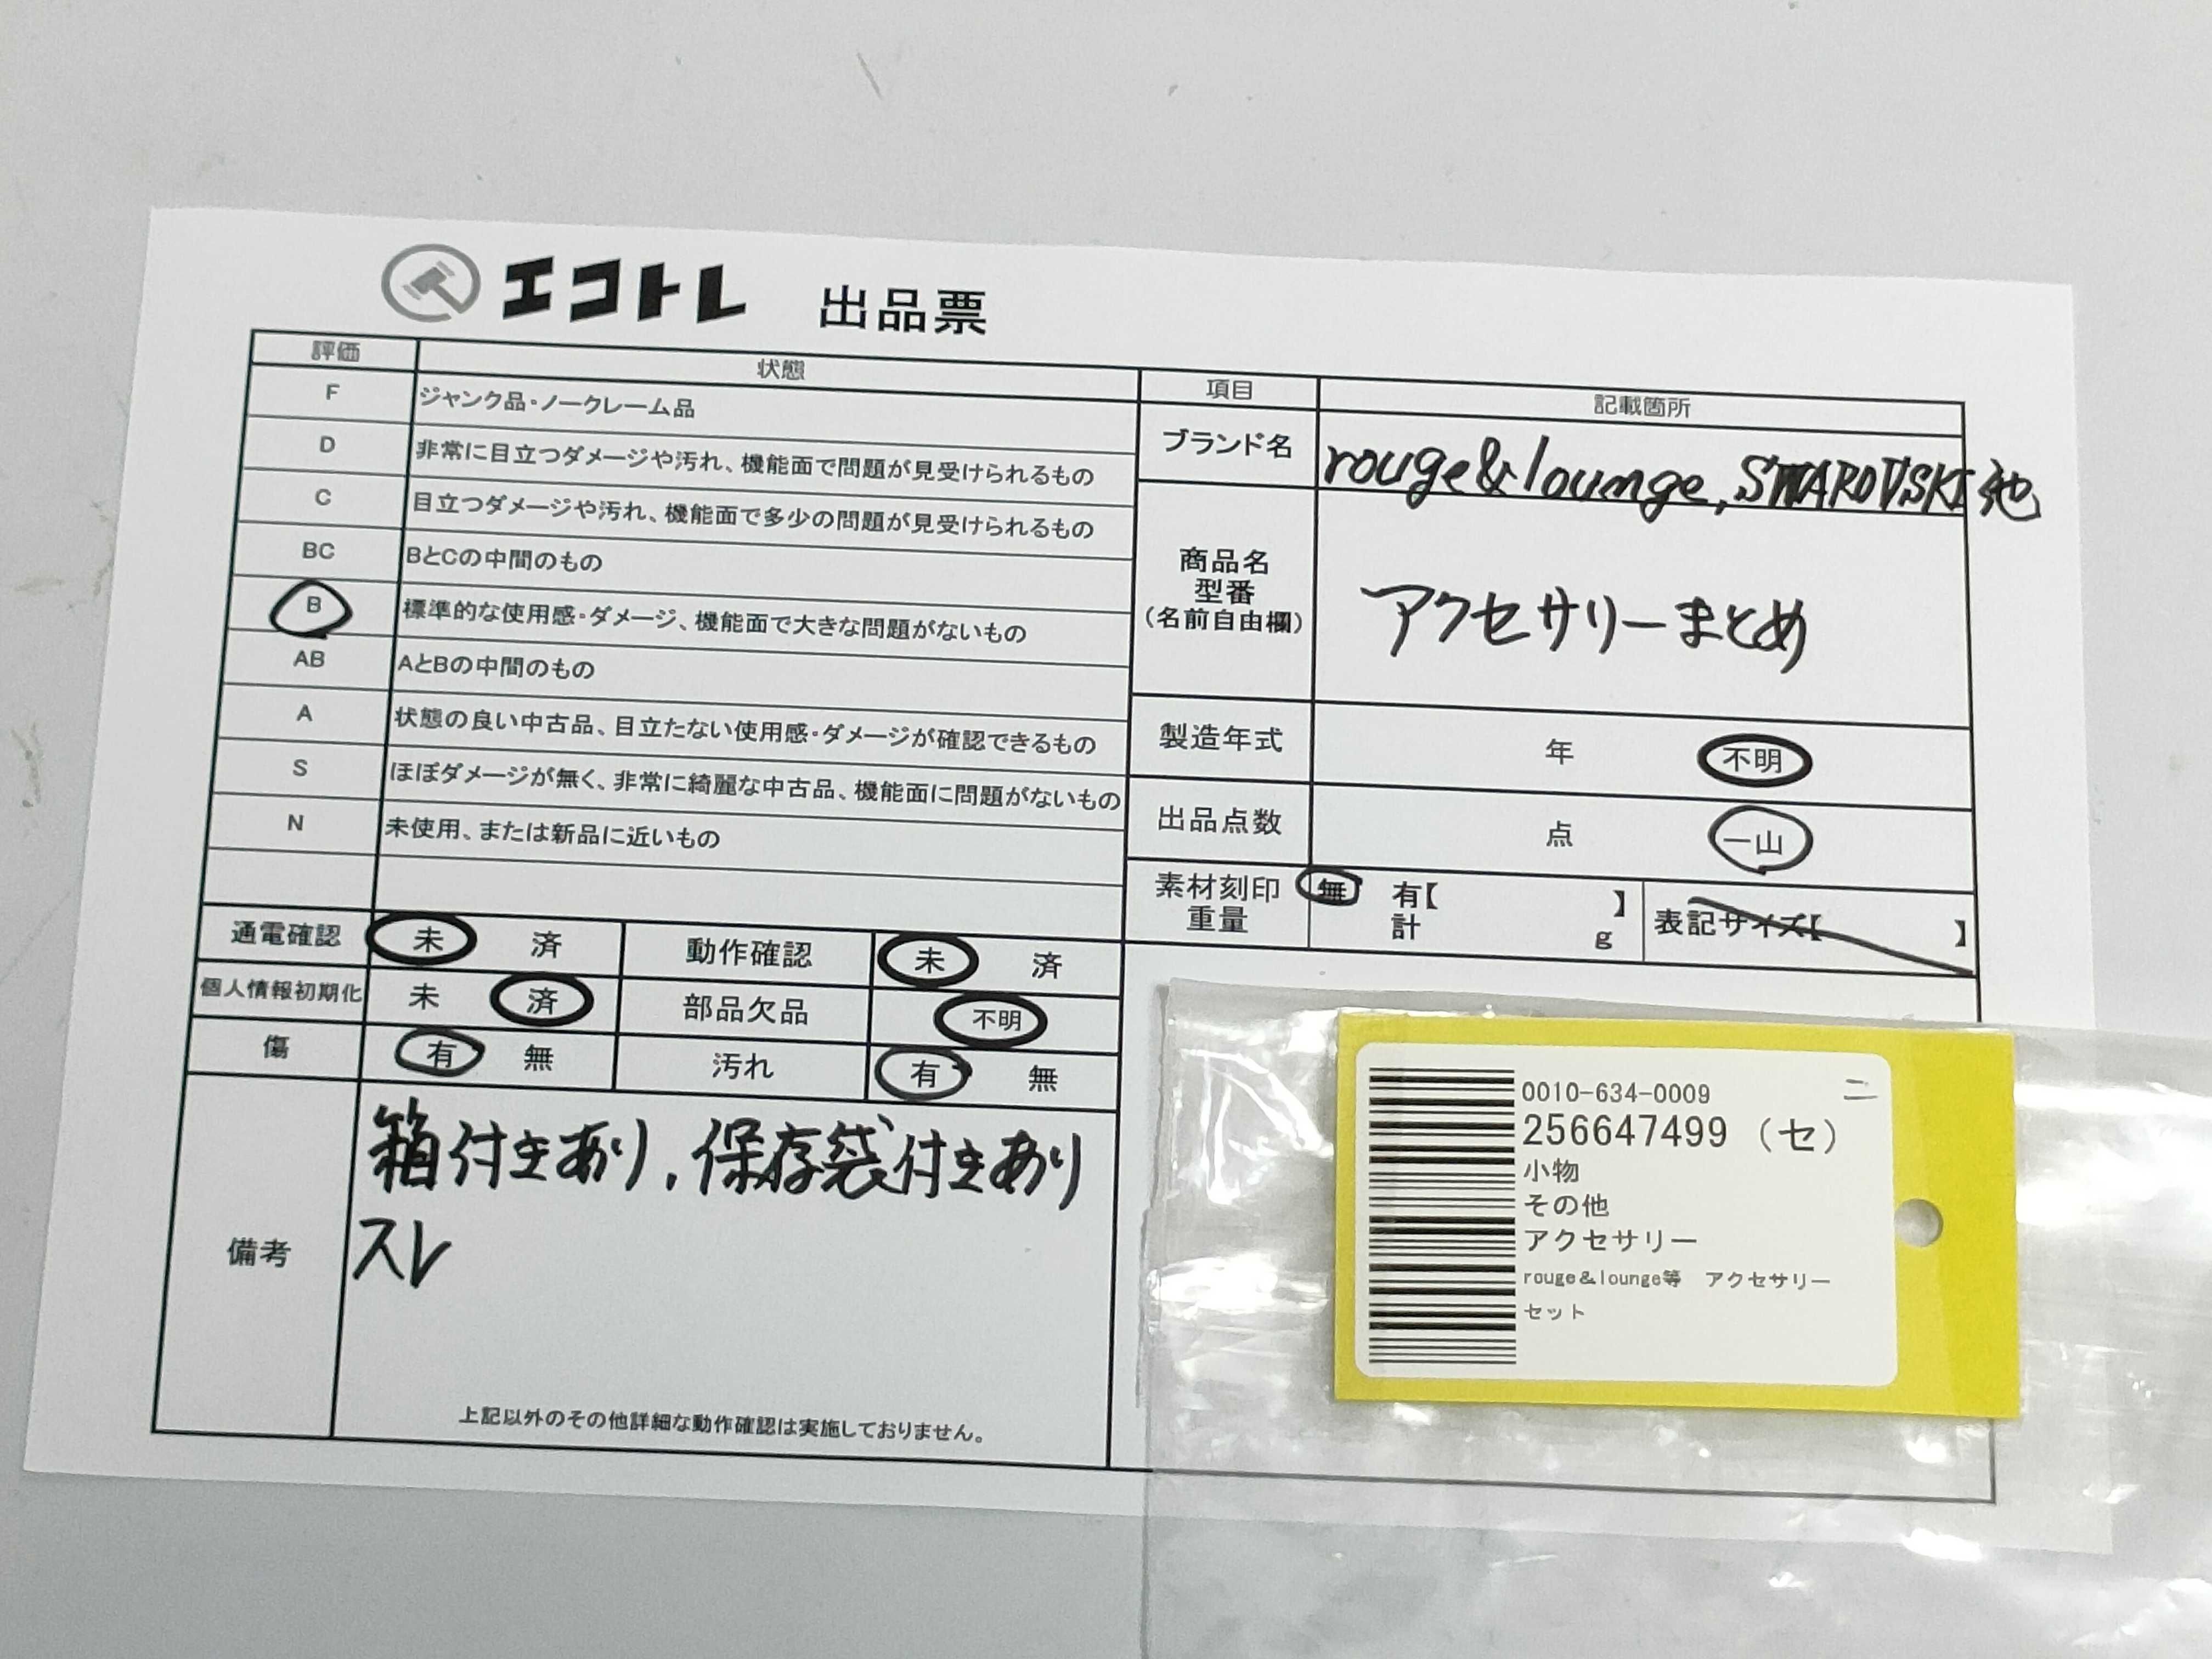 エコトレ 出品票
評価 状態
F ジャンク品・ノークレーム品
D 非常に目立つダメージや汚れ、機能面で問題が見受けられるもの
C 目立つダメージや汚れ、機能面で多少の問題が見受けられるもの
BC BとCの中間のもの
B 標準的な使用感・ダメージ、機能面で大きな問題がないもの
AB AとBの中間のもの
A 状態の良い中古品、目立たない使用感・ダメージが確認できるもの
S ほぼダメージが無く、非常に綺麗な中古品、機能面に問題がないもの
N 未使用、または新品に近いもの
項目 記載箇所
ブランド名 rouge&lounge, SWAROVSKI 他
商品名
型番
(名前自由欄)
アクセサリーまとめ
製造年式 年 不明
出品点数 点 一山
素材刻印 無 有【 】
重量 計 g
表記サイズ【 】
通電確認 未 済 動作確認 未 済
個人情報初期化 未 済 部品欠品 不明
傷 有 無 汚れ 有 無
備考
箱付きあり, 保存袋付きあり
スレ
上記以外のその他詳細な動作確認は実施しておりません。
0010-634-0009 ニ
256647499 (セ)
小物
その他
アクセサリー
rouge&lounge等 アクセサリー
セット